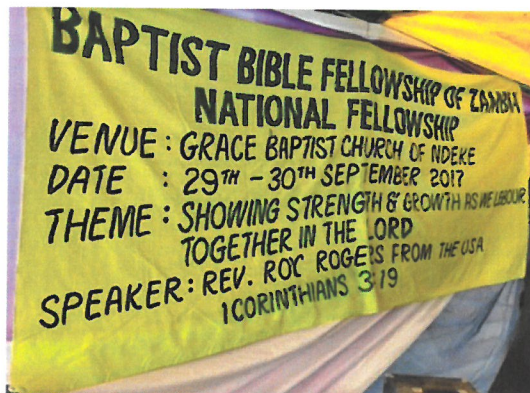 BAPTIST BIBLE FELLOWSHIP OF ZAMBIA
NATIONAL FELLOWSHIP
VENUE : GRACE BAPTIST CHURCH OF NDEKE
DATE : 29TH - 30TH SEPTEMBER 2017
THEME : SHOWING STRENGTH & GROWTH AS WE LABOUR
TOGETHER IN THE LORD
SPEAKER: REV. ROY ROGERS FROM THE USA
1CORINTHIANS 3:19